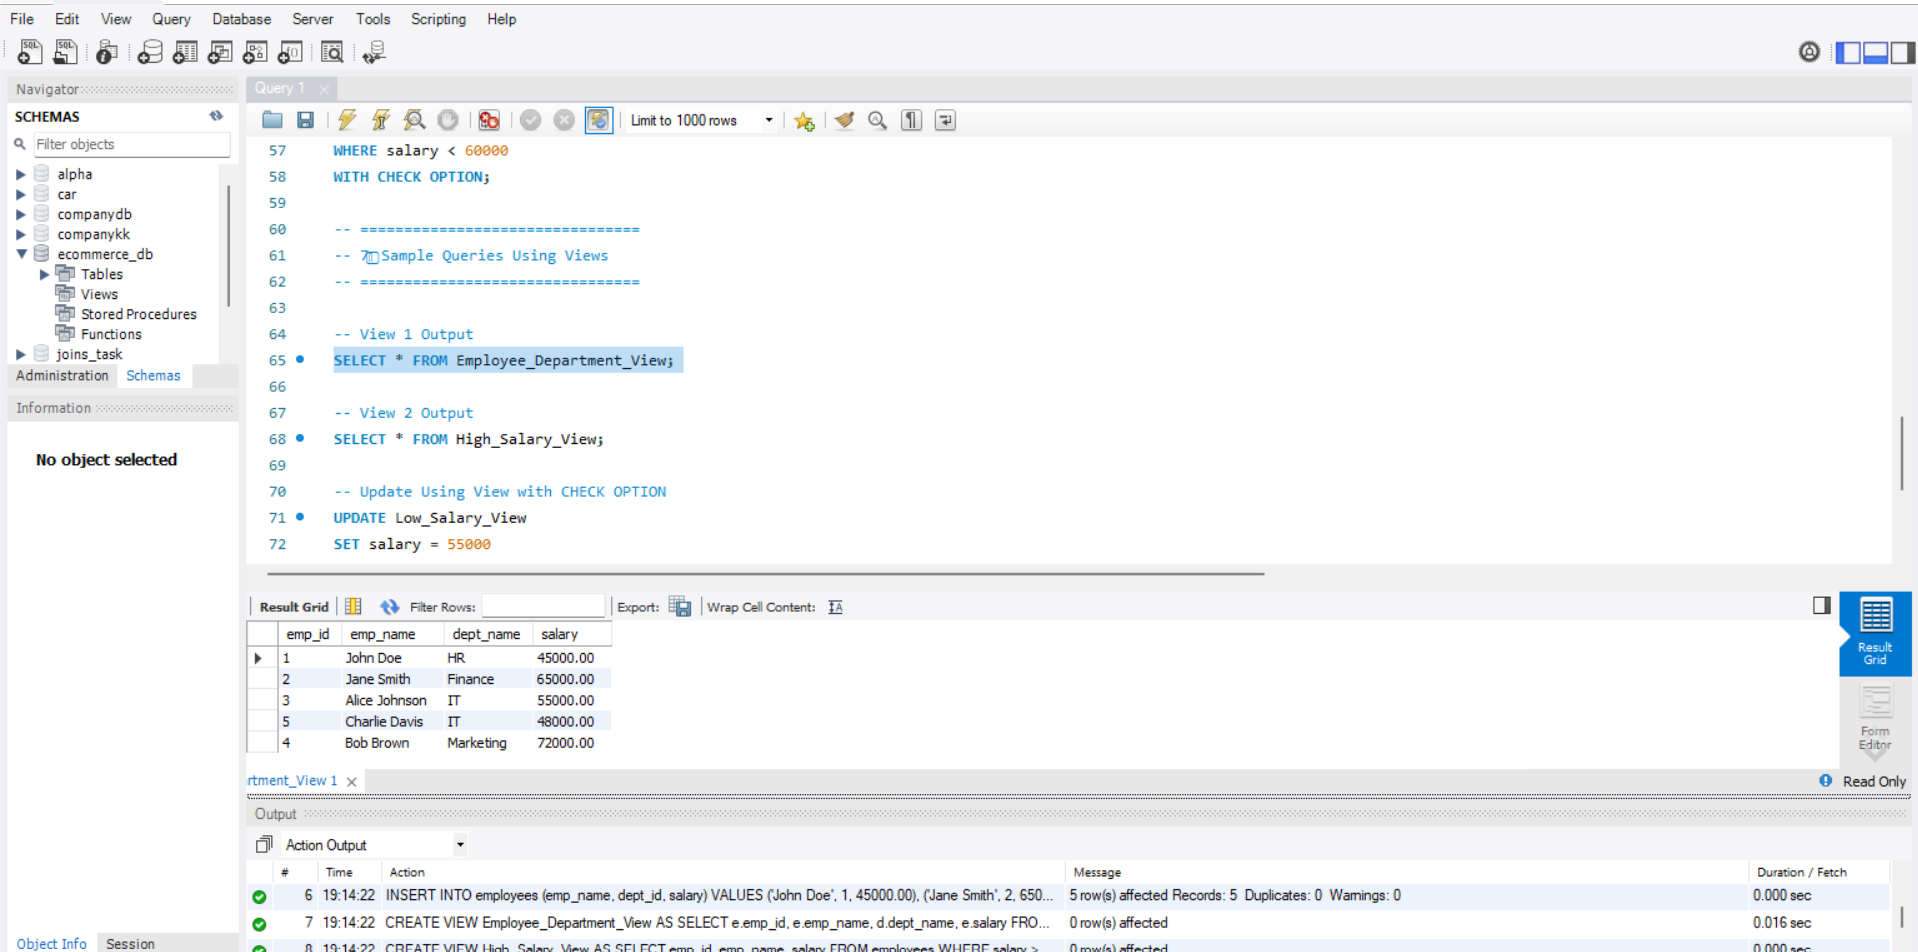 File Edit View Query Database Server Tools Scripting Help
Navigator
SCHEMAS
Filter objects
alpha
car
companydb
companykk
ecommerce_db
Tables
Views
Stored Procedures
Functions
joins_task
Administration Schemas
Information
No object selected
Object Info Session
Query 1
Limit to 1000 rows
57 WHERE salary < 60000
58 WITH CHECK OPTION;
59
60 -- ================================
61 -- 7 Sample Queries Using Views
62 -- ================================
63
64 -- View 1 Output
65 SELECT * FROM Employee_Department_View;
66
67 -- View 2 Output
68 SELECT * FROM High_Salary_View;
69
70 -- Update Using View with CHECK OPTION
71 UPDATE Low_Salary_View
72 SET salary = 55000
Result Grid Filter Rows: Export: Wrap Cell Content:
emp_id emp_name dept_name salary
1 John Doe HR 45000.00
2 Jane Smith Finance 65000.00
3 Alice Johnson IT 55000.00
5 Charlie Davis IT 48000.00
4 Bob Brown Marketing 72000.00
Result
Grid
Form
Editor
rtment_View 1
Read Only
Output
Action Output
# Time Action Message Duration / Fetch
6 19:14:22 INSERT INTO employees (emp_name, dept_id, salary) VALUES ('John Doe', 1, 45000.00), ('Jane Smith', 2, 650... 5 row(s) affected Records: 5 Duplicates: 0 Warnings: 0 0.000 sec
7 19:14:22 CREATE VIEW Employee_Department_View AS SELECT e.emp_id, e.emp_name, d.dept_name, e.salary FRO... 0 row(s) affected 0.016 sec
8 19:14:22 CREATE VIEW High_Salary_View AS SELECT emp_id, emp_name, salary FROM employees WHERE salary >... 0 row(s) affected 0.000 sec